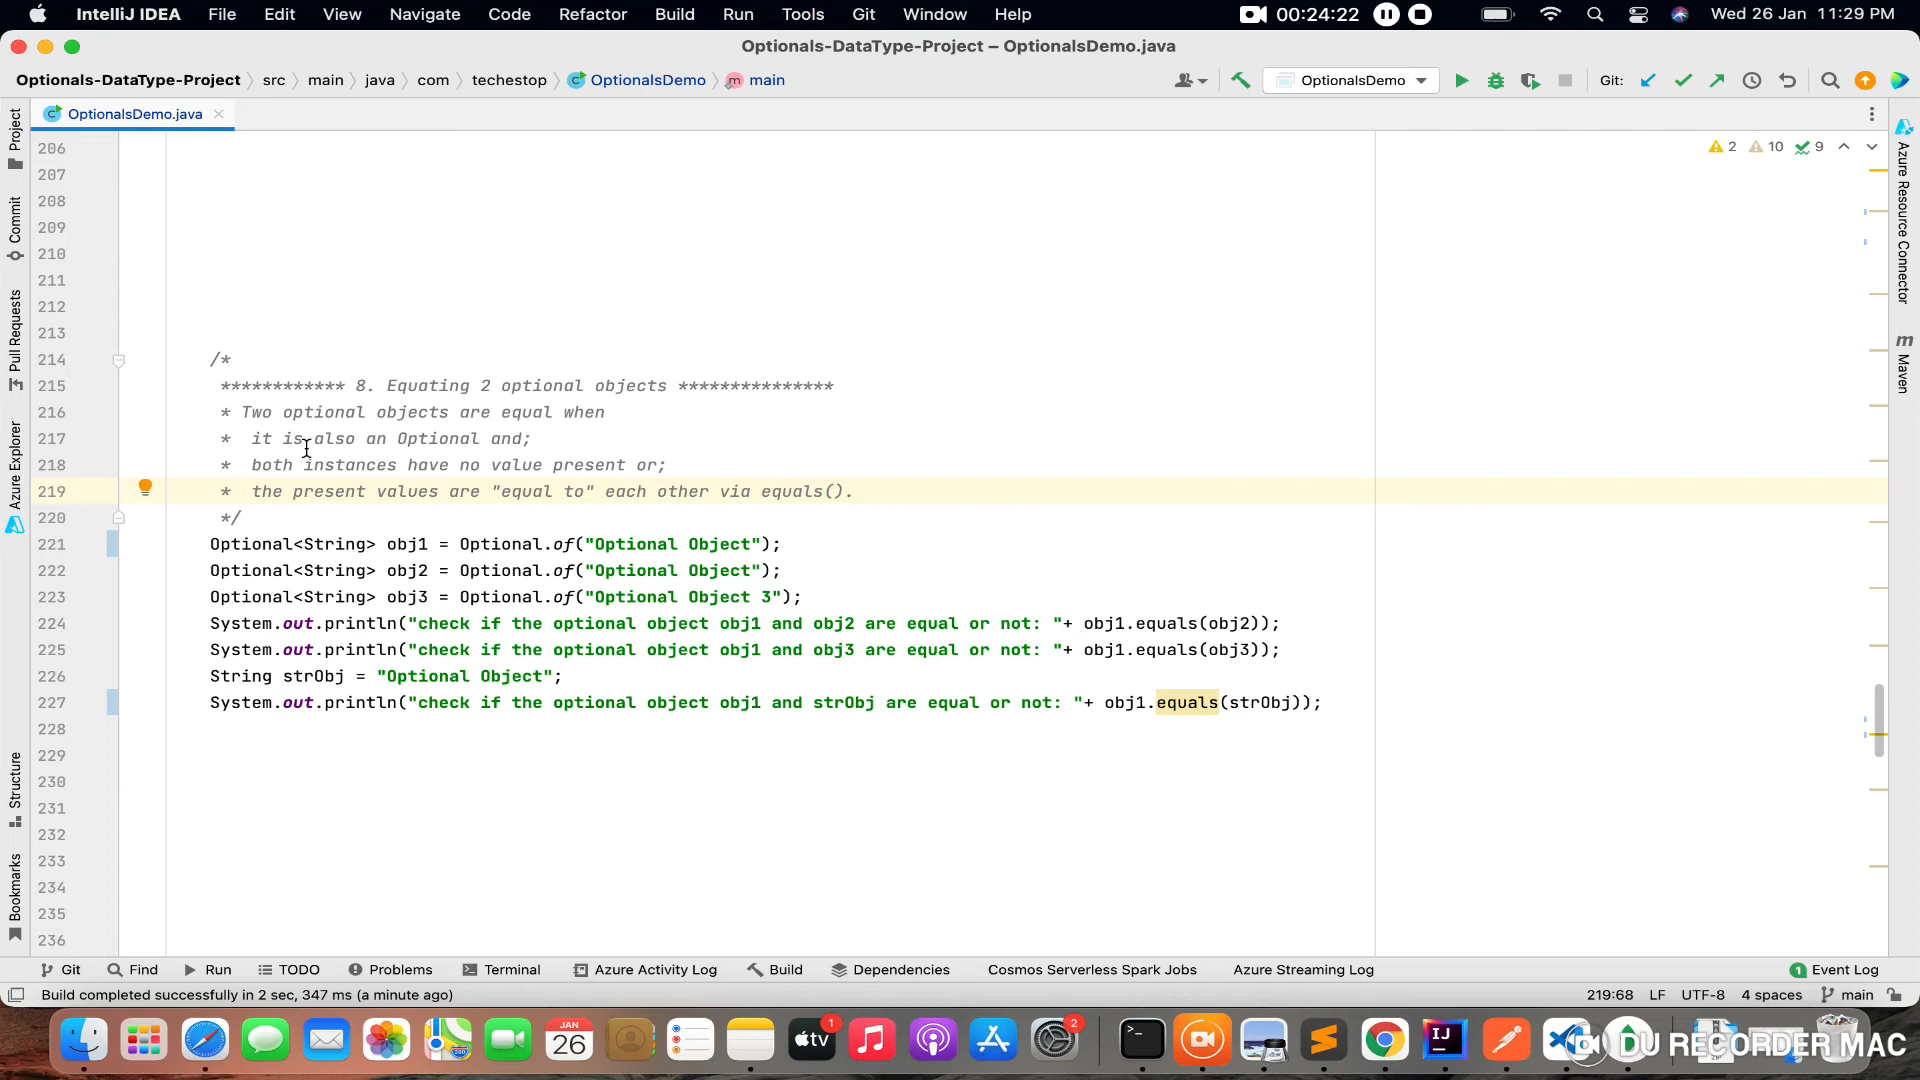 IntelliJ IDEA File Edit View Navigate Code Refactor Build Run Tools Git Window Help 00:24:22 Wed 26 Jan 11:29 PM
Optionals-DataType-Project – OptionalsDemo.java
Optionals-DataType-Project src main java com techestop OptionalsDemo main OptionalsDemo Git:
OptionalsDemo.java
2 10 9
Project
Commit
Pull Requests
Azure Explorer
Structure
Bookmarks
Azure Resource Connector
m Maven
206
207
208
209
210
211
212
213
214 /*
215 ************ 8. Equating 2 optional objects ***************
216 * Two optional objects are equal when
217 * it is also an Optional and;
218 * both instances have no value present or;
219 * the present values are "equal to" each other via equals().
220 */
221 Optional<String> obj1 = Optional.of("Optional Object");
222 Optional<String> obj2 = Optional.of("Optional Object");
223 Optional<String> obj3 = Optional.of("Optional Object 3");
224 System.out.println("check if the optional object obj1 and obj2 are equal or not: "+ obj1.equals(obj2));
225 System.out.println("check if the optional object obj1 and obj3 are equal or not: "+ obj1.equals(obj3));
226 String strObj = "Optional Object";
227 System.out.println("check if the optional object obj1 and strObj are equal or not: "+ obj1.equals(strObj));
228
229
230
231
232
233
234
235
236
Git Find Run TODO Problems Terminal Azure Activity Log Build Dependencies Cosmos Serverless Spark Jobs Azure Streaming Log 1 Event Log
Build completed successfully in 2 sec, 347 ms (a minute ago) 219:68 LF UTF-8 4 spaces main
JAN 26 tv 1 2 IJ
DU RECORDER MAC